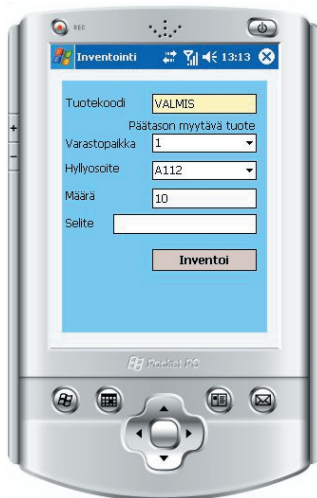 REC
Inventointi 13:13
Tuotekoodi VALMIS
Päätason myytävä tuote
Varastopaikka 1
Hyllyosoite A112
Määrä 10
Selite
Inventoi
Pocket PC
+
-